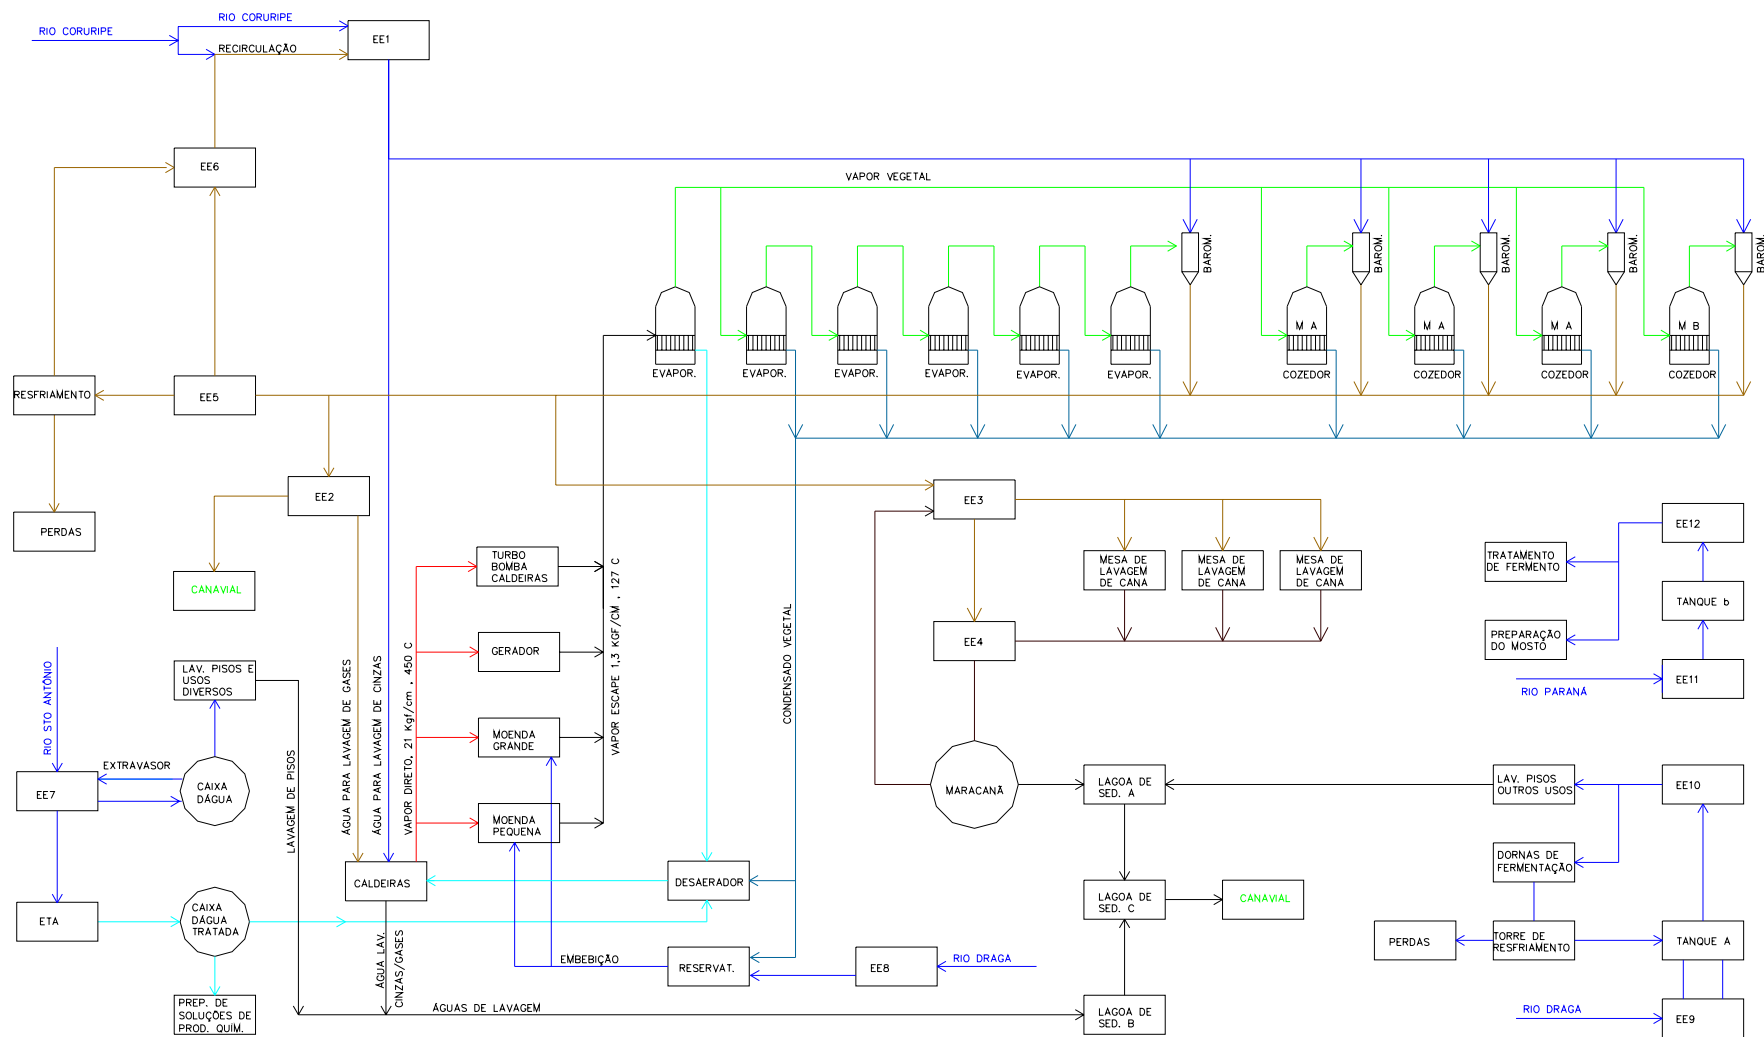 RIO CORURIPE
RIO CORURIPE
RECIRCULAÇÃO
EE1
EE6
VAPOR VEGETAL
BAROM.
BAROM.
BAROM.
BAROM.
BAROM.
M A
M A
M A
M B
EVAPOR.
EVAPOR.
EVAPOR.
EVAPOR.
EVAPOR.
EVAPOR.
COZEDOR
COZEDOR
COZEDOR
COZEDOR
RESFRIAMENTO
EE5
EE2
PERDAS
CANAVIAL
EE3
MESA DE
LAVAGEM
DE CANA
MESA DE
LAVAGEM
DE CANA
MESA DE
LAVAGEM
DE CANA
EE4
EE12
TRATAMENTO
DE FERMENTO
TANQUE b
PREPARAÇÃO
DO MOSTO
EE11
RIO PARANÁ
TURBO
BOMBA
CALDEIRAS
GERADOR
MOENDA
GRANDE
MOENDA
PEQUENA
VAPOR ESCAPE 1,3 KGF/CM , 127 C
VAPOR DIRETO, 21 Kgf/cm , 450 C
ÁGUA PARA LAVAGEM DE CINZAS
ÁGUA PARA LAVAGEM DE GASES
CONDENSADO VEGETAL
RIO STO ANTÔNIO
LAV. PISOS E
USOS
DIVERSOS
LAVAGEM DE PISOS
EXTRAVASOR
EE7
CAIXA
DÁGUA
MARACANÃ
LAGOA DE
SED. A
LAV. PISOS
OUTROS USOS
EE10
DORNAS DE
FERMENTAÇÃO
CALDEIRAS
DESAERADOR
LAGOA DE
SED. C
CANAVIAL
ETA
CAIXA
DÁGUA
TRATADA
ÁGUA LAV.
CINZAS/GASES
PERDAS
TORRE DE
RESFRIAMENTO
TANQUE A
EMBEBIÇÃO
RESERVAT.
EE8
RIO DRAGA
PREP. DE
SOLUÇÕES DE
PROD. QUÍM.
ÁGUAS DE LAVAGEM
LAGOA DE
SED. B
RIO DRAGA
EE9